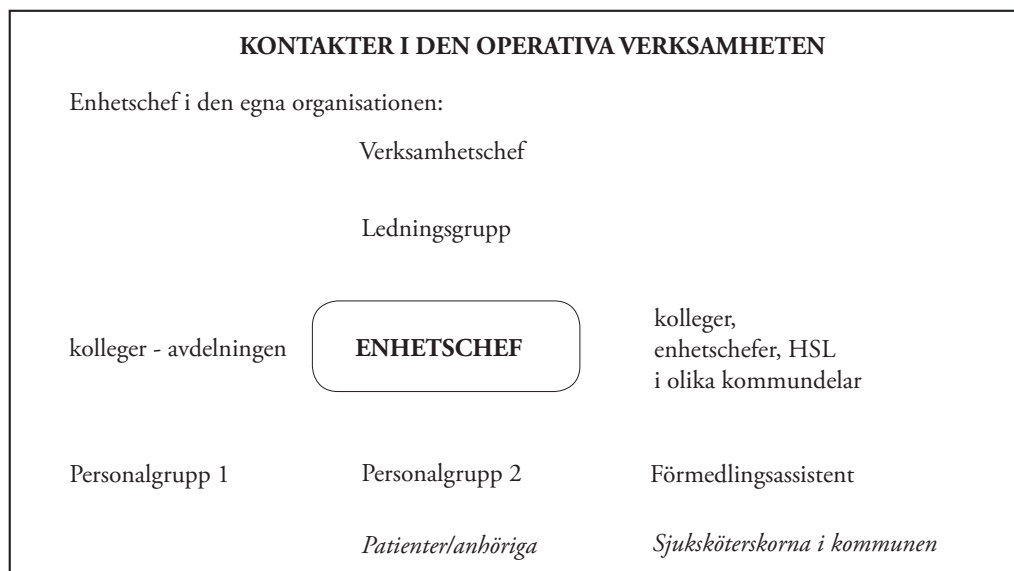 KONTAKTER I DEN OPERATIVA VERKSAMHETEN
Enhetschef i den egna organisationen:
Verksamhetschef
Ledningsgrupp
kolleger - avdelningen
ENHETSCHEF
kolleger,
enhetschefer, HSL
i olika kommundelar
Personalgrupp 1
Personalgrupp 2
Förmedlingsassistent
Patienter/anhöriga
Sjuksköterskorna i kommunen